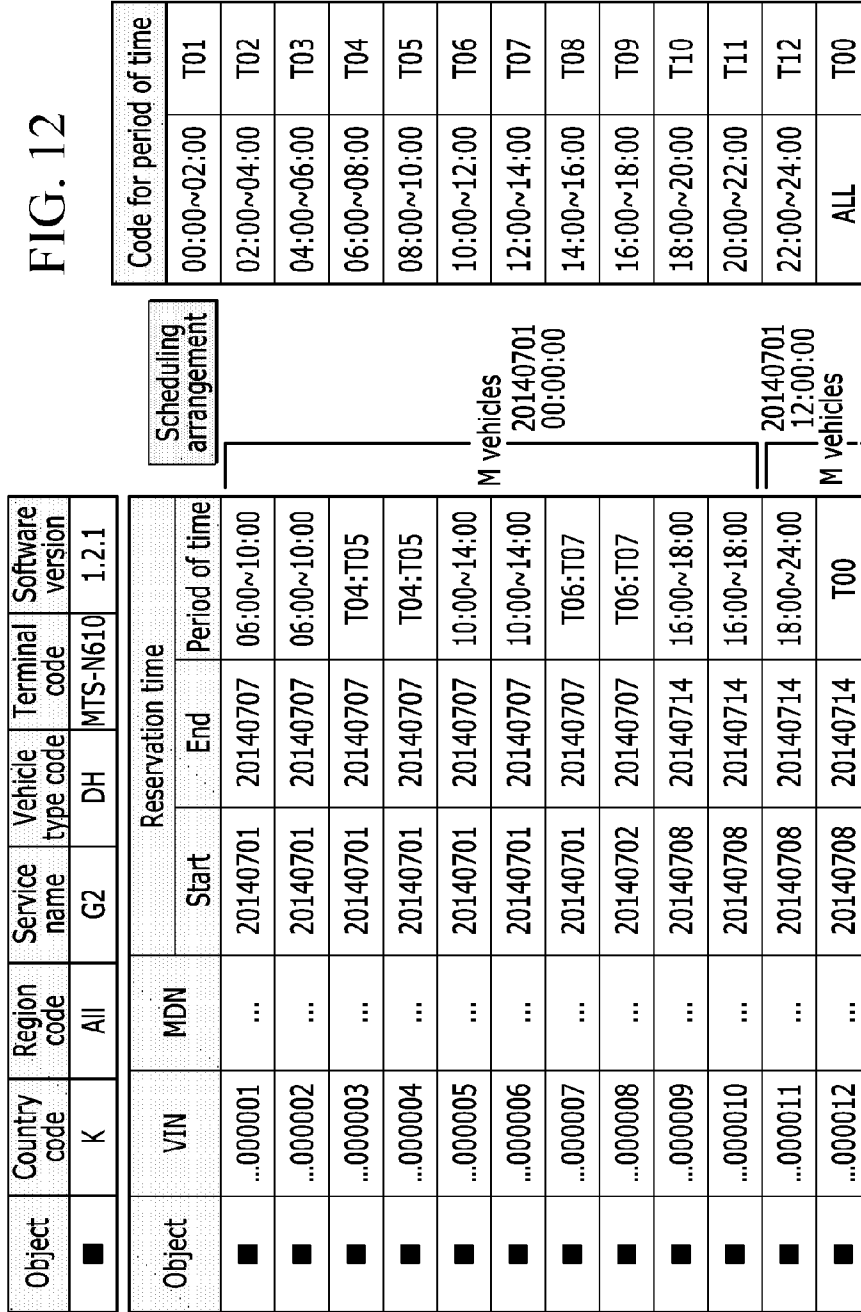 FIG. 12
Object Country code Region code Service name Vehicle type code Terminal code Software version
■ K All G2 DH MTS-N610 1.2.1
Object VIN MDN Reservation time
Start End Period of time
■ ...000001 ... 20140701 20140707 06:00~10:00
■ ...000002 ... 20140701 20140707 06:00~10:00
■ ...000003 ... 20140701 20140707 T04:T05
■ ...000004 ... 20140701 20140707 T04:T05
■ ...000005 ... 20140701 20140707 10:00~14:00
■ ...000006 ... 20140701 20140707 10:00~14:00
■ ...000007 ... 20140701 20140707 T06:T07
■ ...000008 ... 20140702 20140707 T06:T07
■ ...000009 ... 20140708 20140714 16:00~18:00
■ ...000010 ... 20140708 20140714 16:00~18:00
■ ...000011 ... 20140708 20140714 18:00~24:00
■ ...000012 ... 20140708 20140714 T00
Scheduling
arrangement
M vehicles
20140701
00:00:00
20140701
12:00:00
M vehicles
Code for period of time
00:00~02:00 T01
02:00~04:00 T02
04:00~06:00 T03
06:00~08:00 T04
08:00~10:00 T05
10:00~12:00 T06
12:00~14:00 T07
14:00~16:00 T08
16:00~18:00 T09
18:00~20:00 T10
20:00~22:00 T11
22:00~24:00 T12
ALL T00